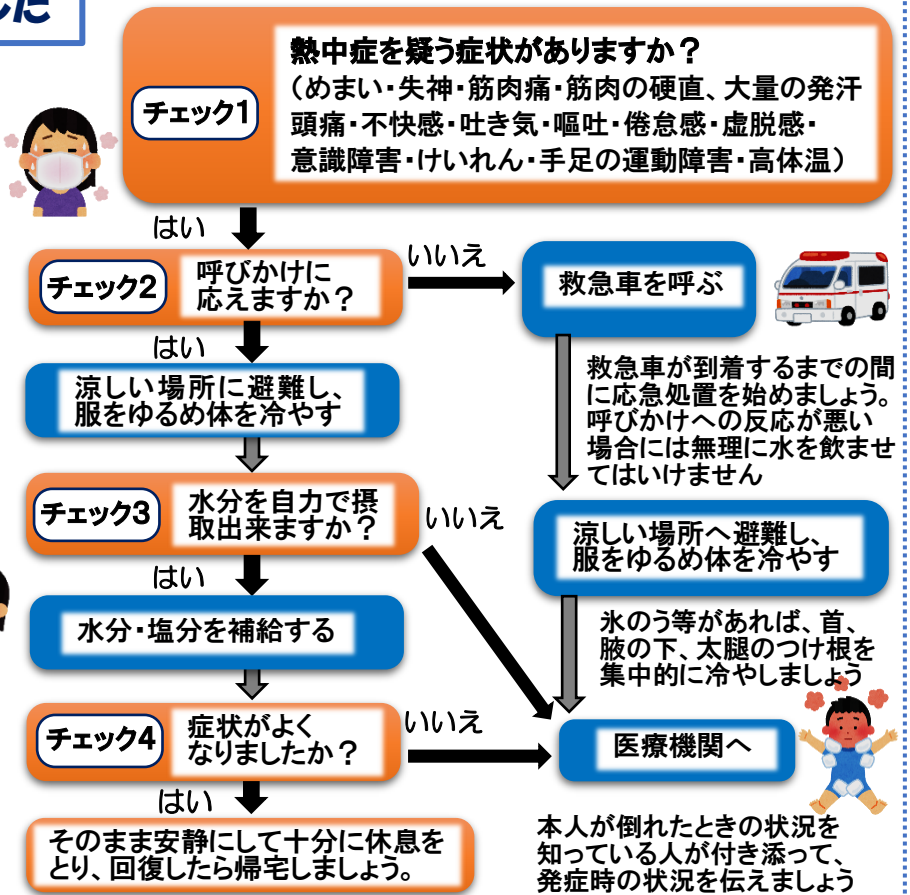 した
チェック1
熱中症を疑う症状がありますか？
（めまい・失神・筋肉痛・筋肉の硬直、大量の発汗
頭痛・不快感・吐き気・嘔吐・倦怠感・虚脱感・
意識障害・けいれん・手足の運動障害・高体温）
はい
チェック2
呼びかけに
応えますか？
いいえ
救急車を呼ぶ
はい
涼しい場所に避難し、
服をゆるめ体を冷やす
救急車が到着するまでの間
に応急処置を始めましょう。
呼びかけへの反応が悪い
場合には無理に水を飲ませ
てはいけません
チェック3
水分を自力で摂
取出来ますか？
いいえ
涼しい場所へ避難し、
服をゆるめ体を冷やす
はい
水分・塩分を補給する
氷のう等があれば、首、
腋の下、太腿のつけ根を
集中的に冷やしましょう
チェック4
症状がよく
なりましたか？
いいえ
医療機関へ
はい
そのまま安静にして十分に休息を
とり、回復したら帰宅しましょう。
本人が倒れたときの状況を
知っている人が付き添って、
発症時の状況を伝えましょう